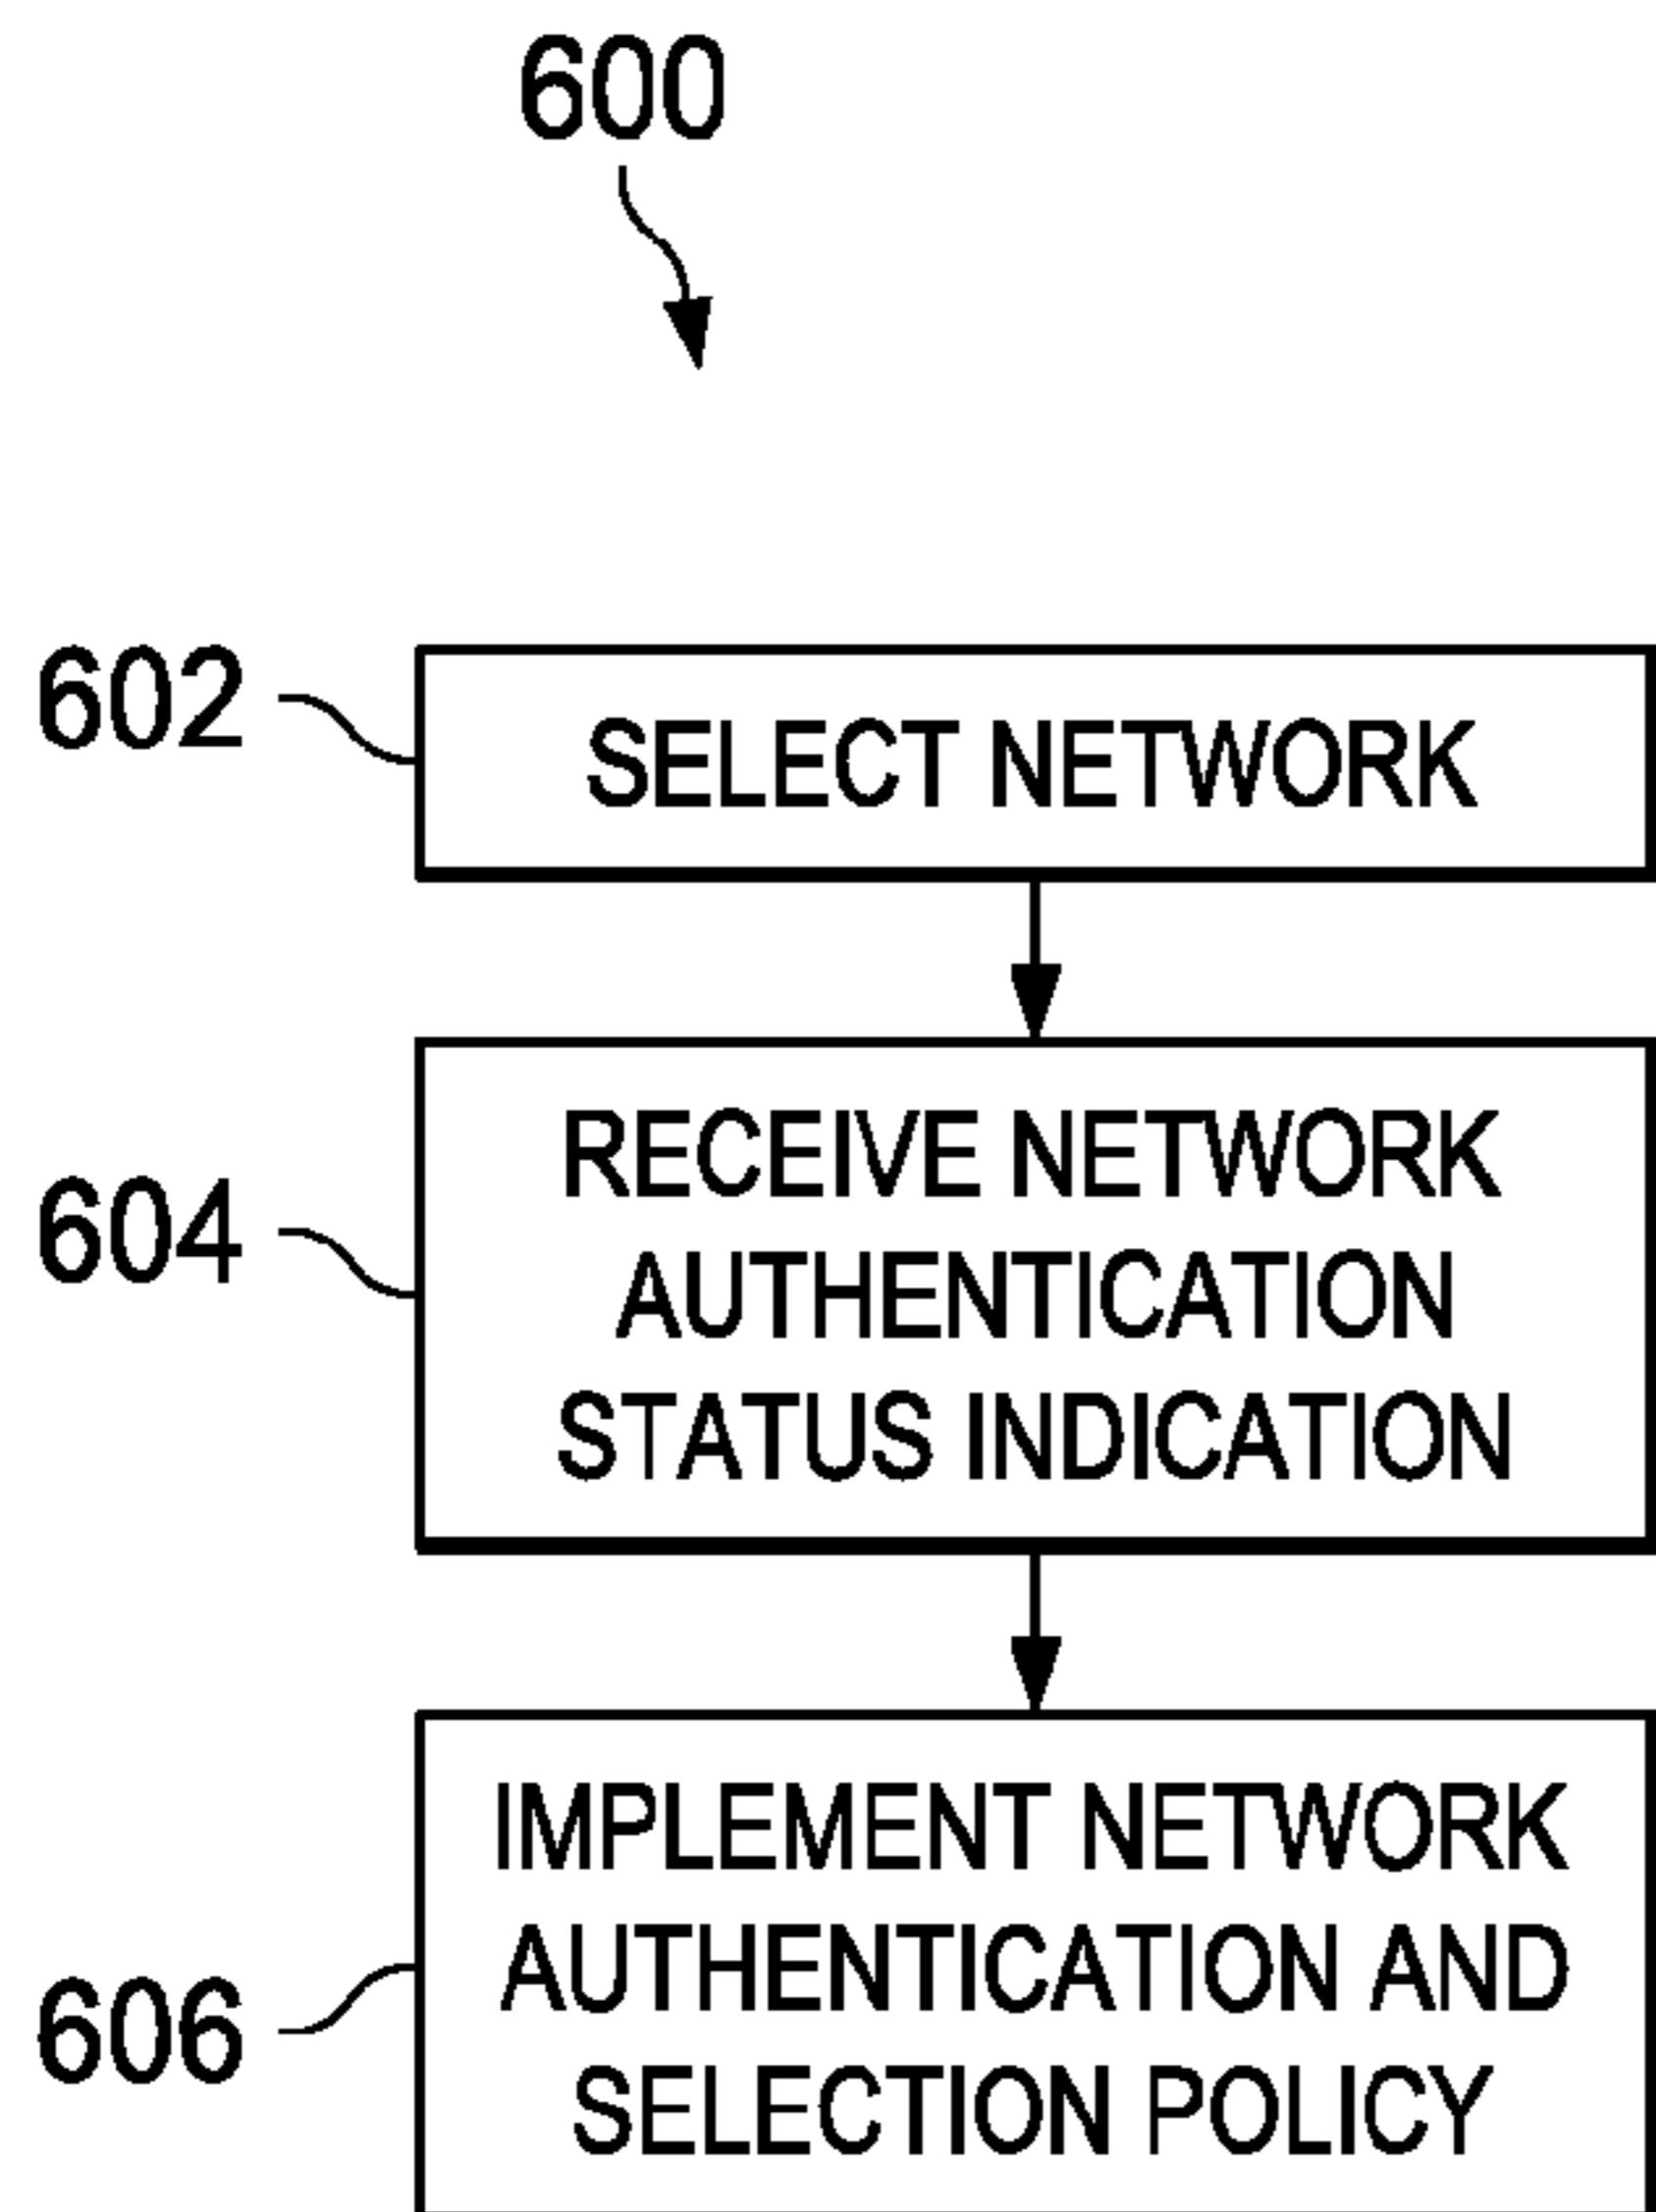 600
602
SELECT NETWORK
604
RECEIVE NETWORK
AUTHENTICATION
STATUS INDICATION
606
IMPLEMENT NETWORK
AUTHENTICATION AND
SELECTION POLICY